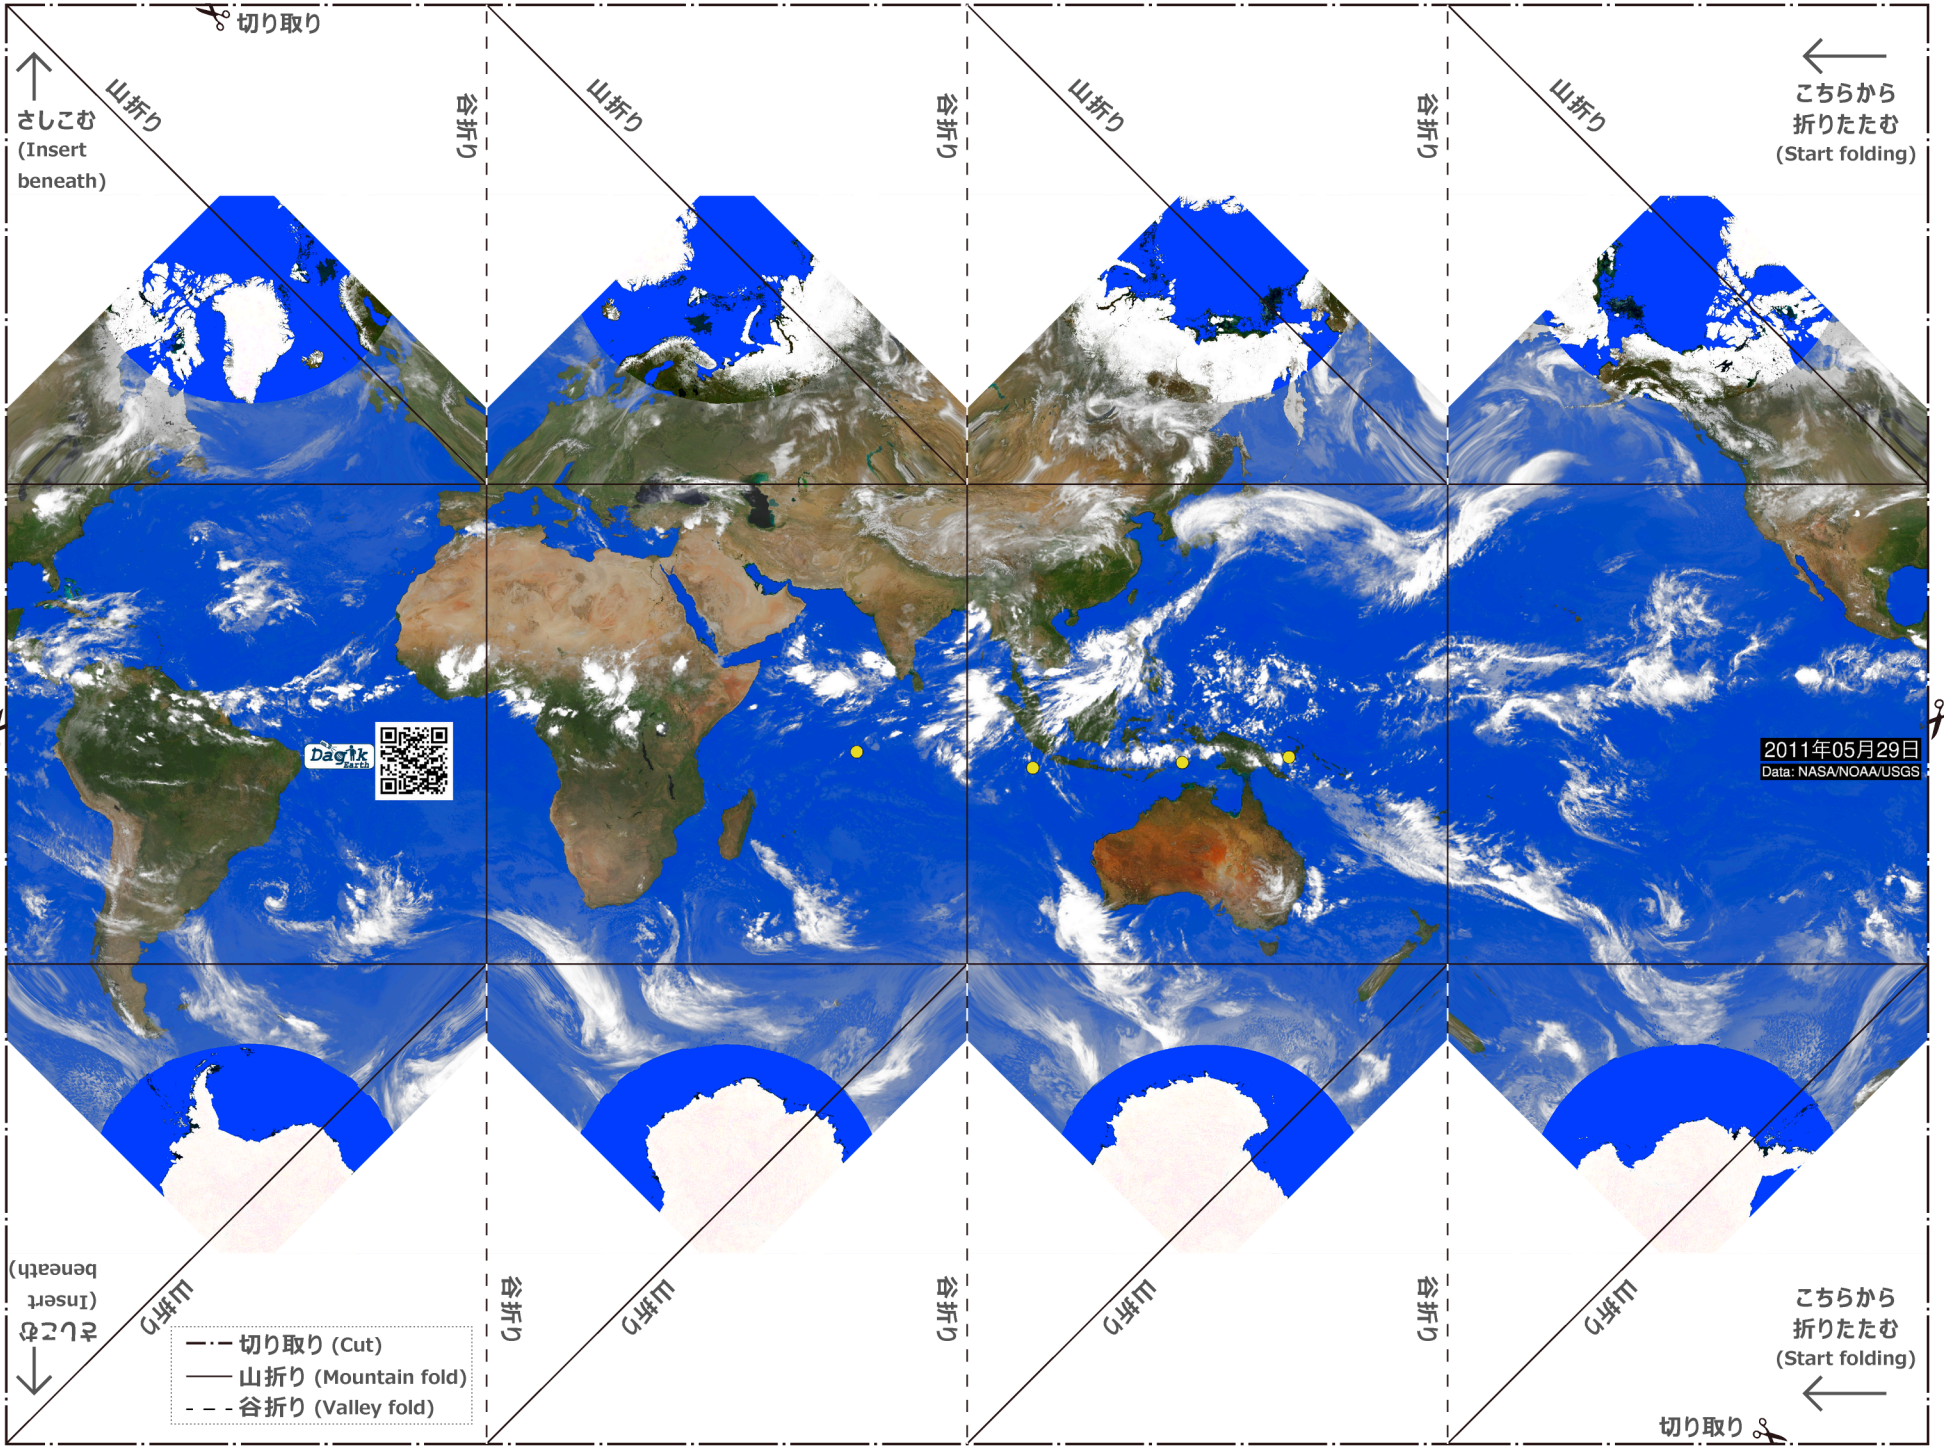 切り取り
山折り
谷折り
山折り
谷折り
山折り
谷折り
山折り
さしこむ
(Insert
beneath)
こちらから
折りたたむ
(Start folding)
Dagik
Earth
2011年05月29日
Data: NASA/NOAA/USGS
さしこむ
(Insert
beneath)
山折り
谷折り
山折り
谷折り
山折り
谷折り
山折り
切り取り (Cut)
山折り (Mountain fold)
谷折り (Valley fold)
こちらから
折りたたむ
(Start folding)
切り取り